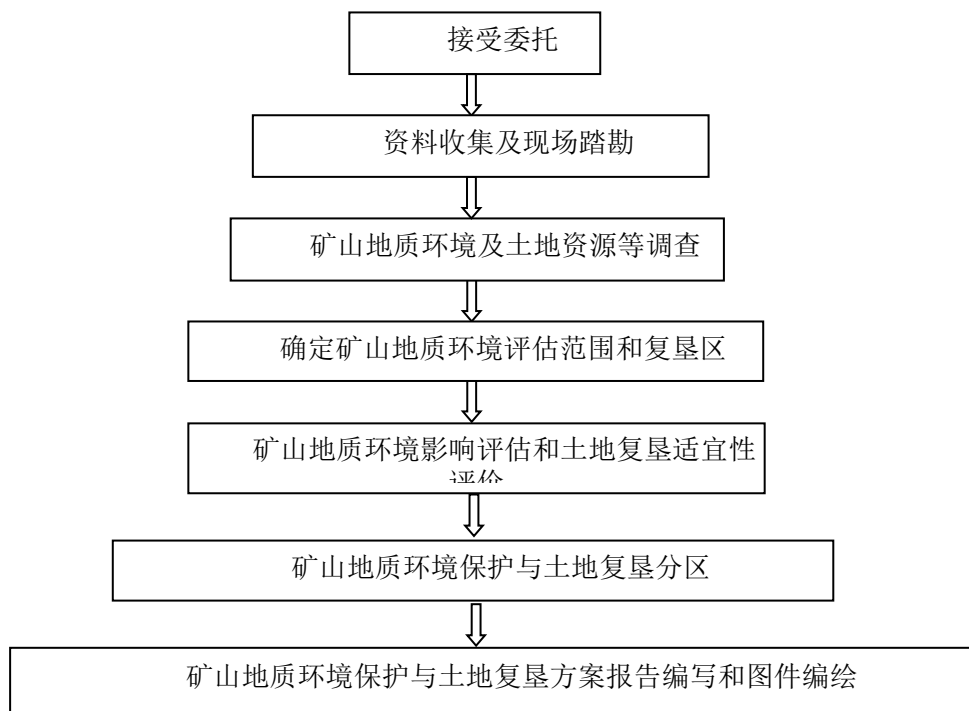 接受委托
资料收集及现场踏勘
矿山地质环境及土地资源等调查
确定矿山地质环境评估范围和复垦区
矿山地质环境影响评估和土地复垦适宜性
评价
矿山地质环境保护与土地复垦分区
矿山地质环境保护与土地复垦方案报告编写和图件编绘